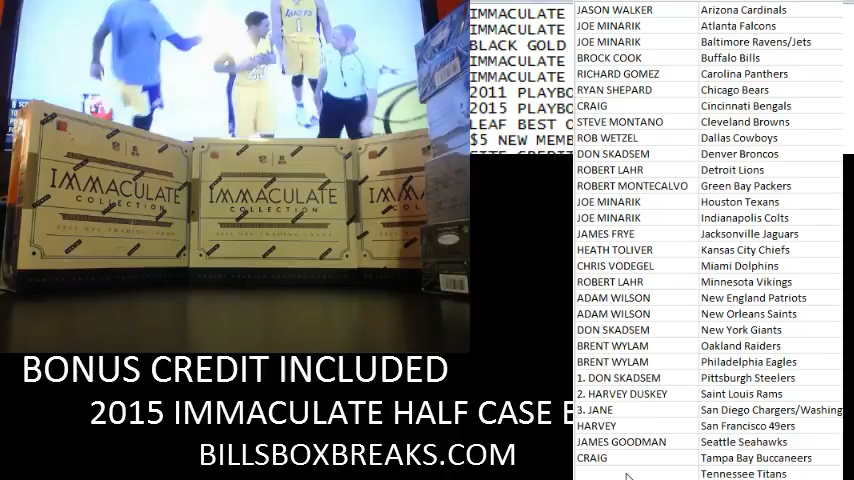 IMMACULATE
COLLECTION
IMMACULATE
COLLECTION
IMMAC
COL
LAKERS
1
IMMACULATE
IMMACULATE
BLACK GOLD
IMMACULATE
IMMACULATE
2011 PLAYBO
2015 PLAYBO
LEAF BEST O
$5 NEW MEMB
JASON WALKER Arizona Cardinals
JOE MINARIK Atlanta Falcons
JOE MINARIK Baltimore Ravens/Jets
BROCK COOK Buffalo Bills
RICHARD GOMEZ Carolina Panthers
RYAN SHEPARD Chicago Bears
CRAIG Cincinnati Bengals
STEVE MONTANO Cleveland Browns
ROB WETZEL Dallas Cowboys
DON SKADSEM Denver Broncos
ROBERT LAHR Detroit Lions
ROBERT MONTECALVO Green Bay Packers
JOE MINARIK Houston Texans
JOE MINARIK Indianapolis Colts
JAMES FRYE Jacksonville Jaguars
HEATH TOLIVER Kansas City Chiefs
CHRIS VODEGEL Miami Dolphins
ROBERT LAHR Minnesota Vikings
ADAM WILSON New England Patriots
ADAM WILSON New Orleans Saints
DON SKADSEM New York Giants
BRENT WYLAM Oakland Raiders
BRENT WYLAM Philadelphia Eagles
1. DON SKADSEM Pittsburgh Steelers
2. HARVEY DUSKEY Saint Louis Rams
3. JANE San Diego Chargers/Washing
HARVEY San Francisco 49ers
JAMES GOODMAN Seattle Seahawks
CRAIG Tampa Bay Buccaneers
Tennessee Titans
BONUS CREDIT INCLUDED
2015 IMMACULATE HALF CASE B
BILLSBOXBREAKS.COM